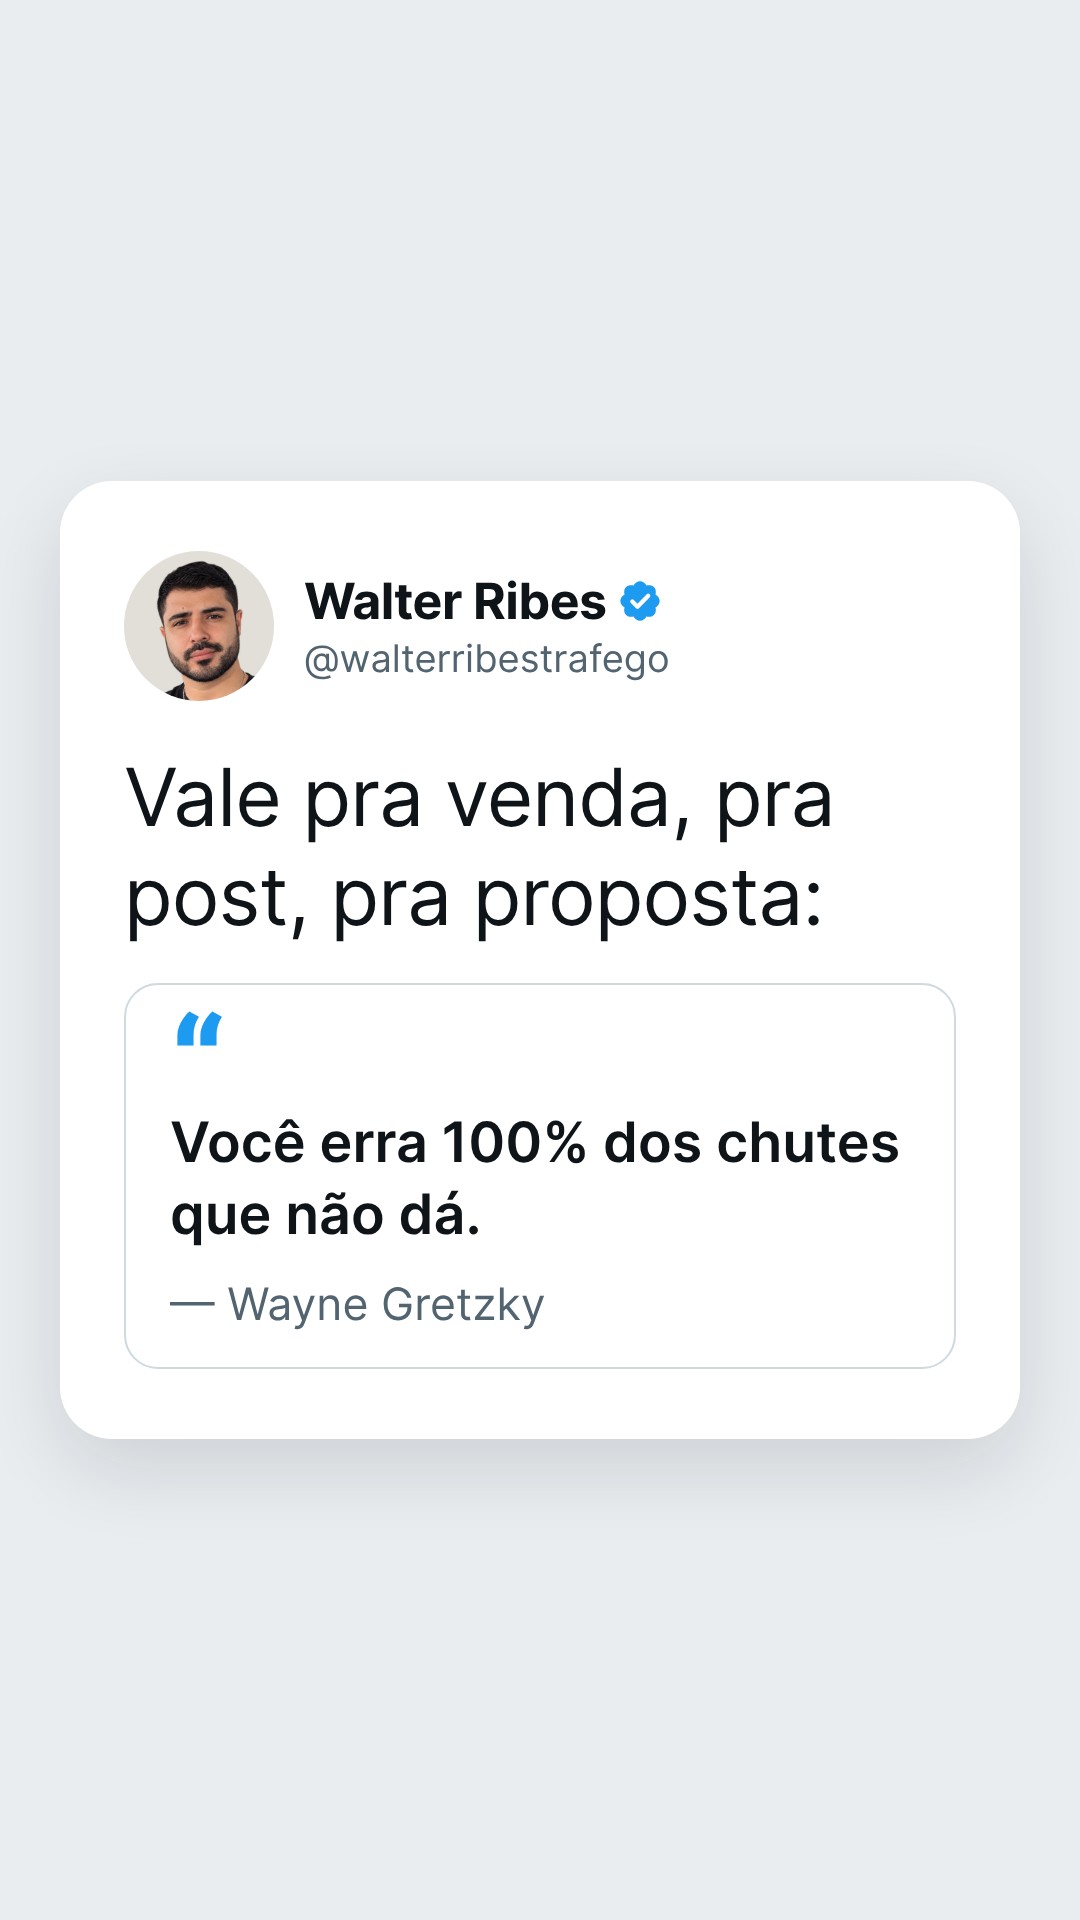 Walter Ribes
@walterribestrafego
Vale pra venda, pra
post, pra proposta:
“
Você erra 100% dos chutes
que não dá.
— Wayne Gretzky